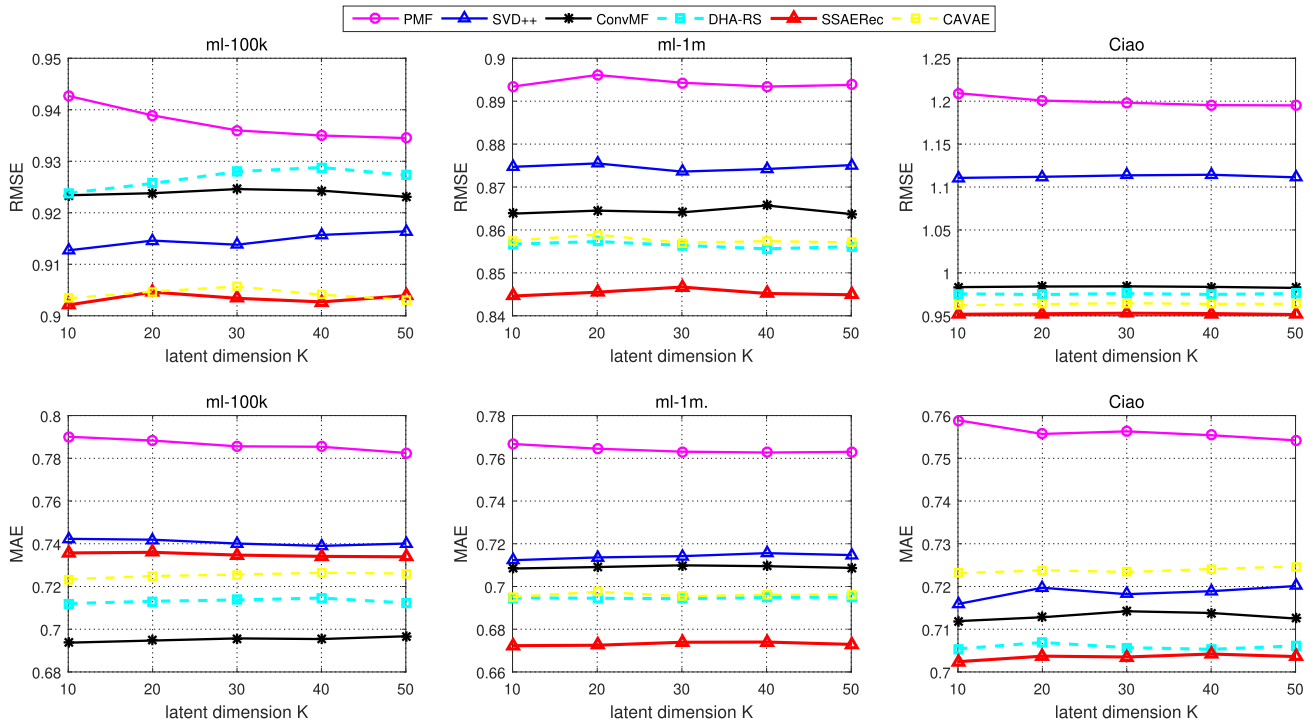 PMF SVD++ ConvMF DHA-RS SSAERec CAVAE
ml-100k
0.95
0.94
0.93
0.92
0.91
0.9
RMSE
10 20 30 40 50
latent dimension K
ml-1m
0.9
0.89
0.88
0.87
0.86
0.85
0.84
RMSE
10 20 30 40 50
latent dimension K
Ciao
1.25
1.2
1.15
1.1
1.05
1
0.95
RMSE
10 20 30 40 50
latent dimension K
ml-100k
0.8
0.78
0.76
0.74
0.72
0.7
0.68
MAE
10 20 30 40 50
latent dimension K
ml-1m.
0.78
0.76
0.74
0.72
0.7
0.68
0.66
MAE
10 20 30 40 50
latent dimension K
Ciao
0.76
0.75
0.74
0.73
0.72
0.71
0.7
MAE
10 20 30 40 50
latent dimension K